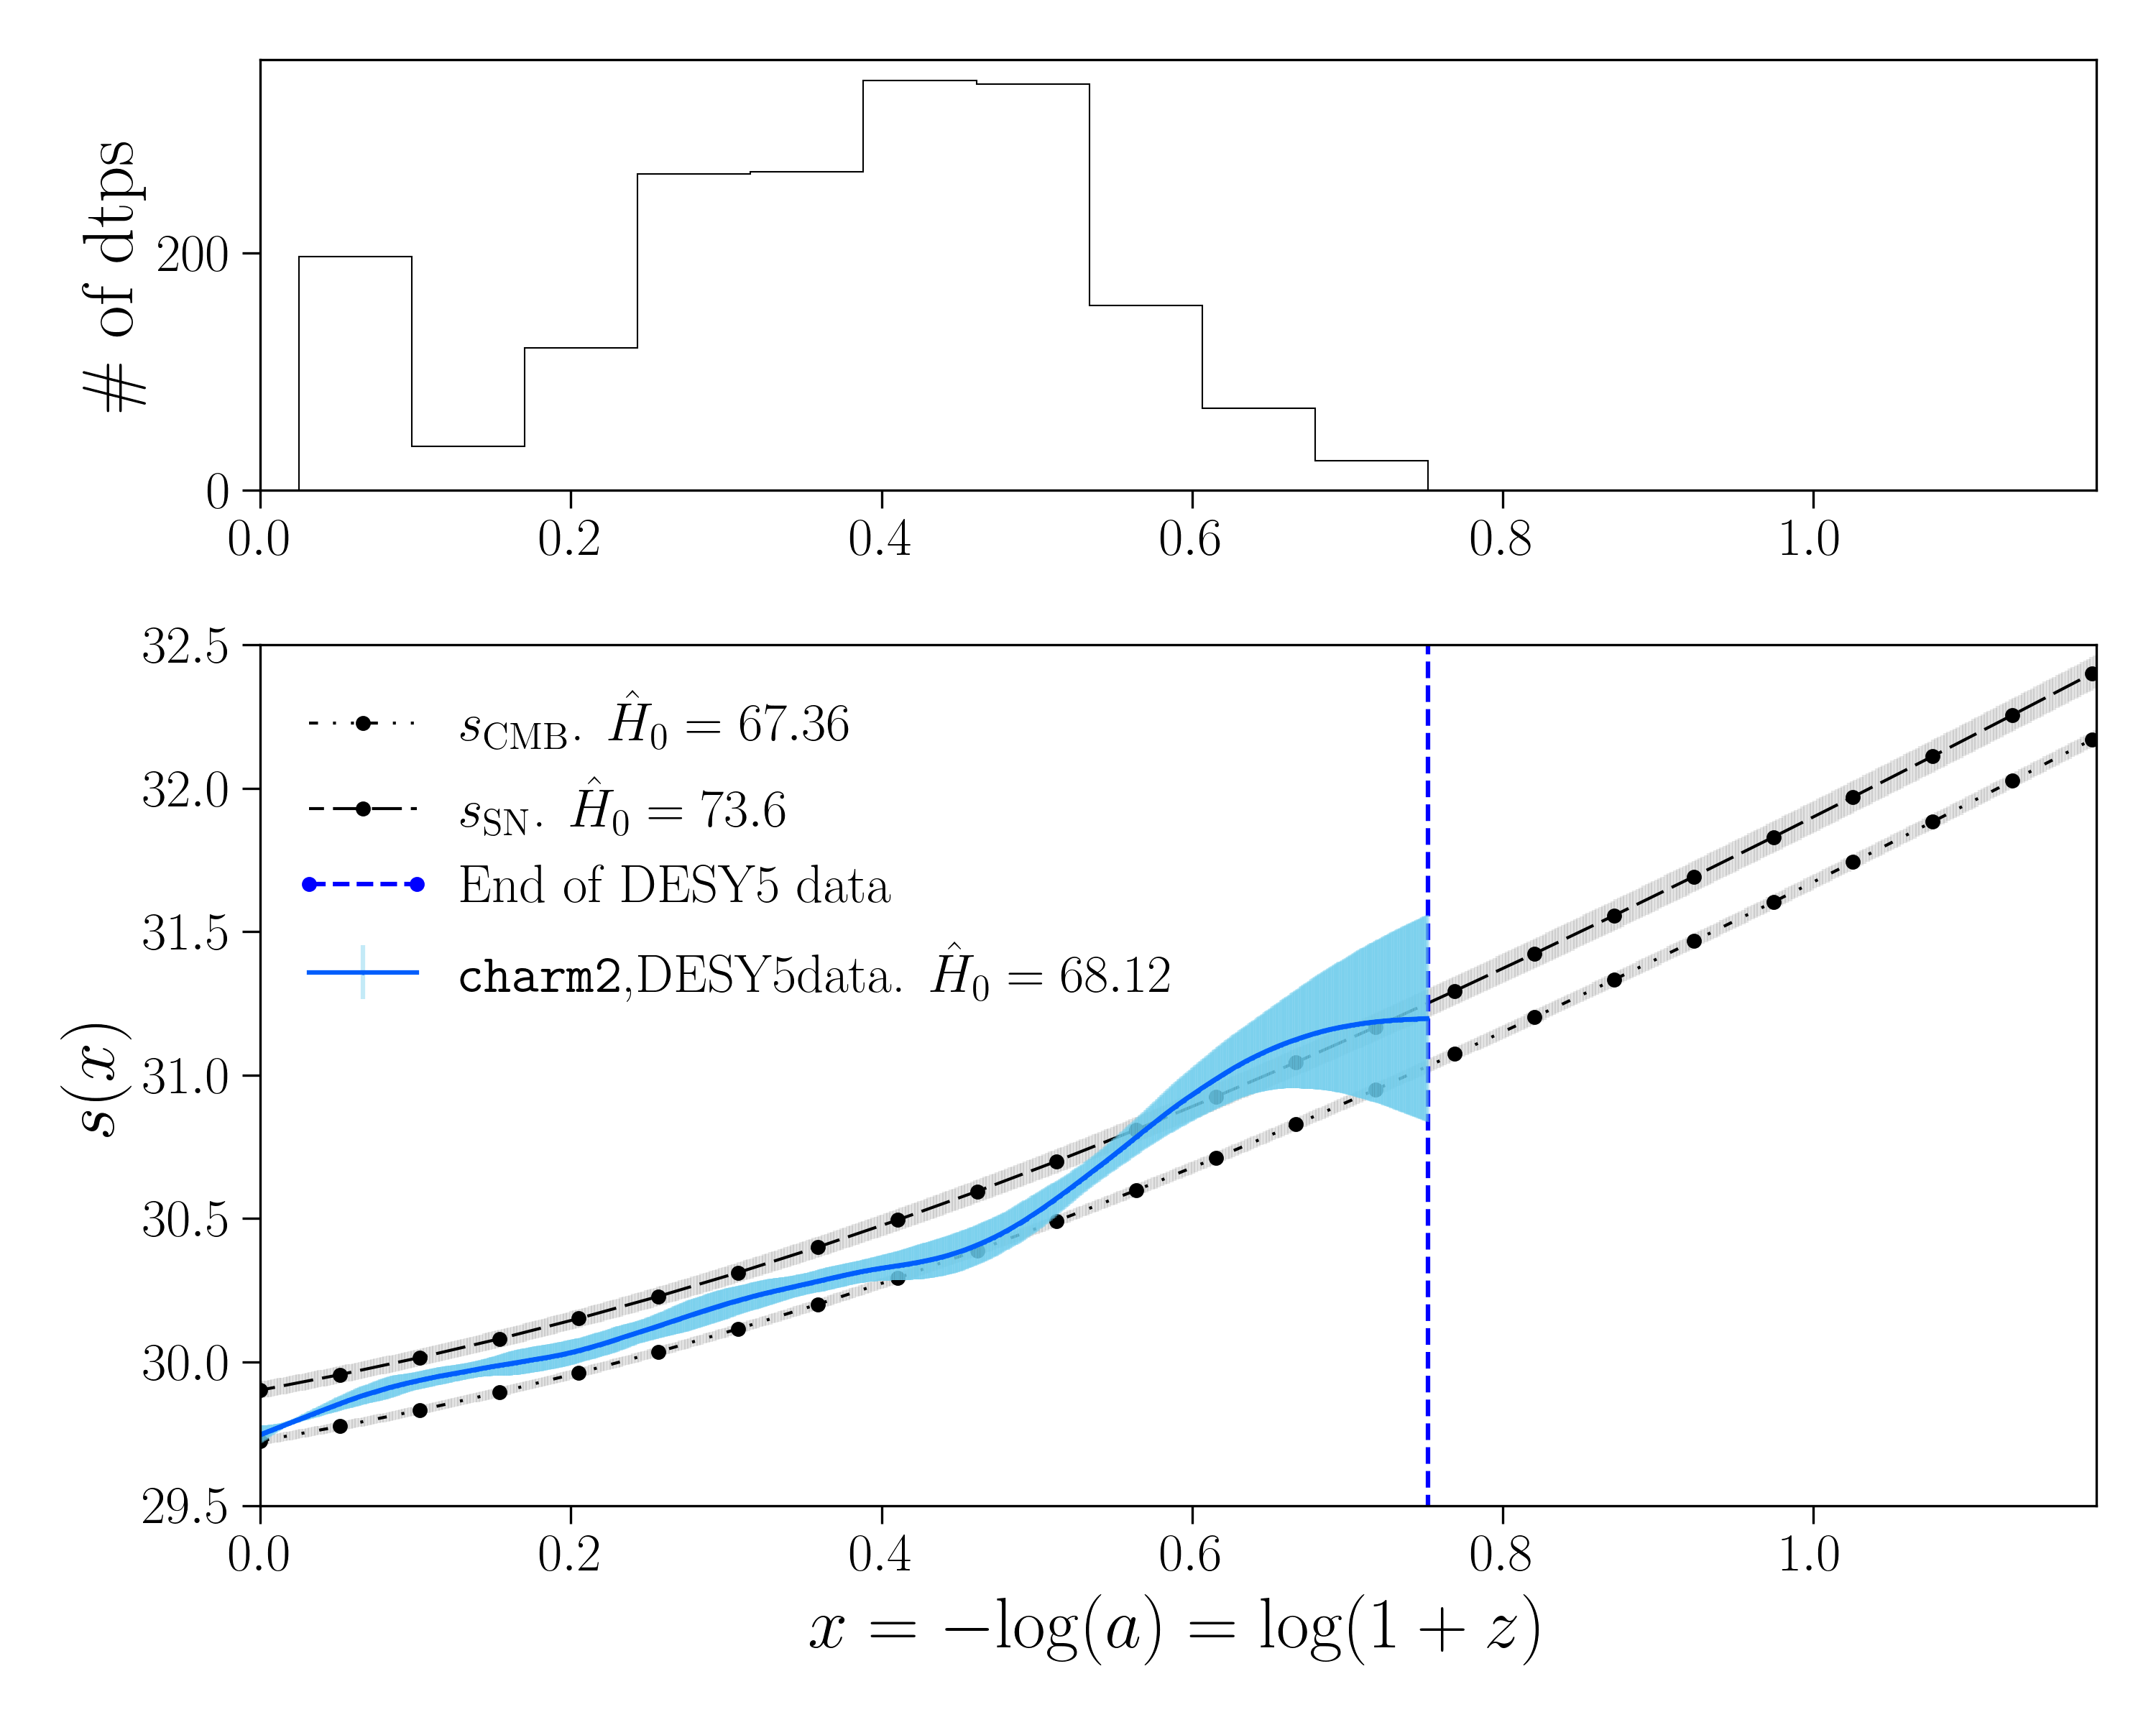 # of dtps
200
0
0.0 0.2 0.4 0.6 0.8 1.0
s(x)
32.5
32.0
31.5
31.0
30.5
30.0
29.5
s_CMB. Ĥ_0 = 67.36
s_SN. Ĥ_0 = 73.6
End of DESY5 data
charm2,DESY5data. Ĥ_0 = 68.12
0.0 0.2 0.4 0.6 0.8 1.0
x = −log(a) = log(1 + z)